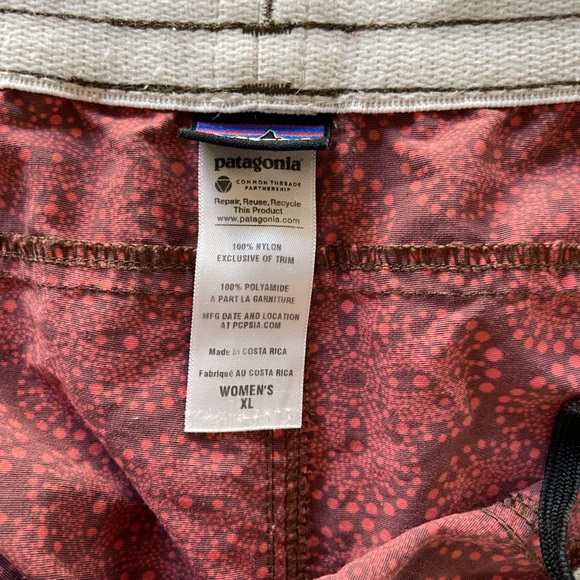 patagonia
COMMON THREADS
PARTNERSHIP
Repair, Reuse, Recycle
This Product
www.patagonia.com
100% NYLON
EXCLUSIVE OF TRIM
100% POLYAMIDE
A PART LA GARNITURE
MFG DATE AND LOCATION
AT PCPSIA.COM
Made in COSTA RICA
Fabriqué AU COSTA RICA
WOMEN'S
XL